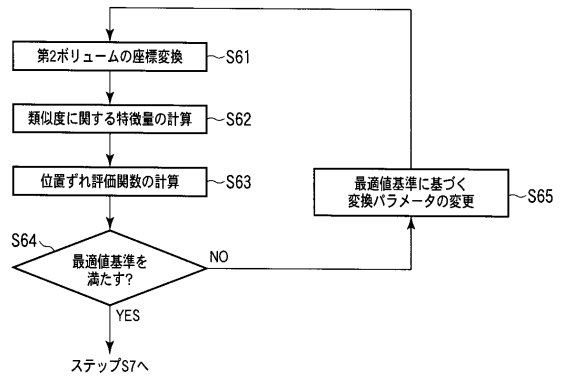 第2ボリュームの座標変換
S61
類似度に関する特徴量の計算
S62
位置ずれ評価関数の計算
S63
最適値基準に基づく
変換パラメータの変更
S65
S64
最適値基準を
満たす?
NO
YES
ステップS7へ